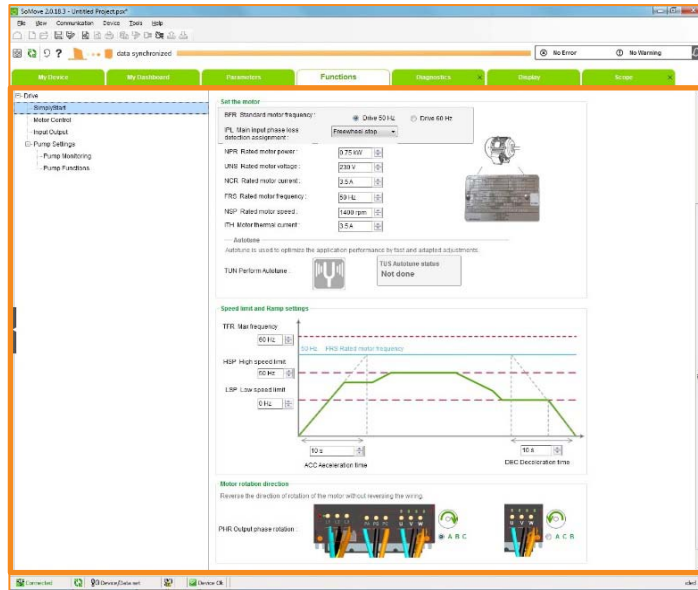 SoMove 2.0.18.3 - Untitled Project.psx*
File View Communication Device Tools Help
data synchronized
No Error No Warning
My Device My Dashboard Parameters Functions Diagnostics Display Scope
Drive
SimplyStart
Motor Control
Input Output
Pump Settings
Pump Monitoring
Pump Functions
Set the motor
BFR Standard motor frequency : Drive 50 Hz Drive 60 Hz
IPL Main input phase loss
detection assignment : Freewheel stop
NPR Rated motor power : 0.75 kW
UNS Rated motor voltage : 230 V
NCR Rated motor current : 3.5 A
FRS Rated motor frequency : 50 Hz
NSP Rated motor speed : 1400 rpm
ITH Motor thermal current : 3.5 A
Autotune
Autotune is used to optimize the application performance by fast and adapted adjustments.
TUN Perform Autotune :
TUS Autotune status
Not done
Speed limit and Ramp settings
TFR Max frequency
60 Hz
50 Hz FRS Rated motor frequency
HSP High speed limit
50 Hz
LSP Low speed limit
0 Hz
10 s 10 s
ACC Acceleration time DEC Deceleration time
Motor rotation direction
Reverse the direction of rotation of the motor without reversing the wiring.
PHR Output phase rotation :
U V W
U V W
A B C
A C B
Connected Device/Data set Device Ok